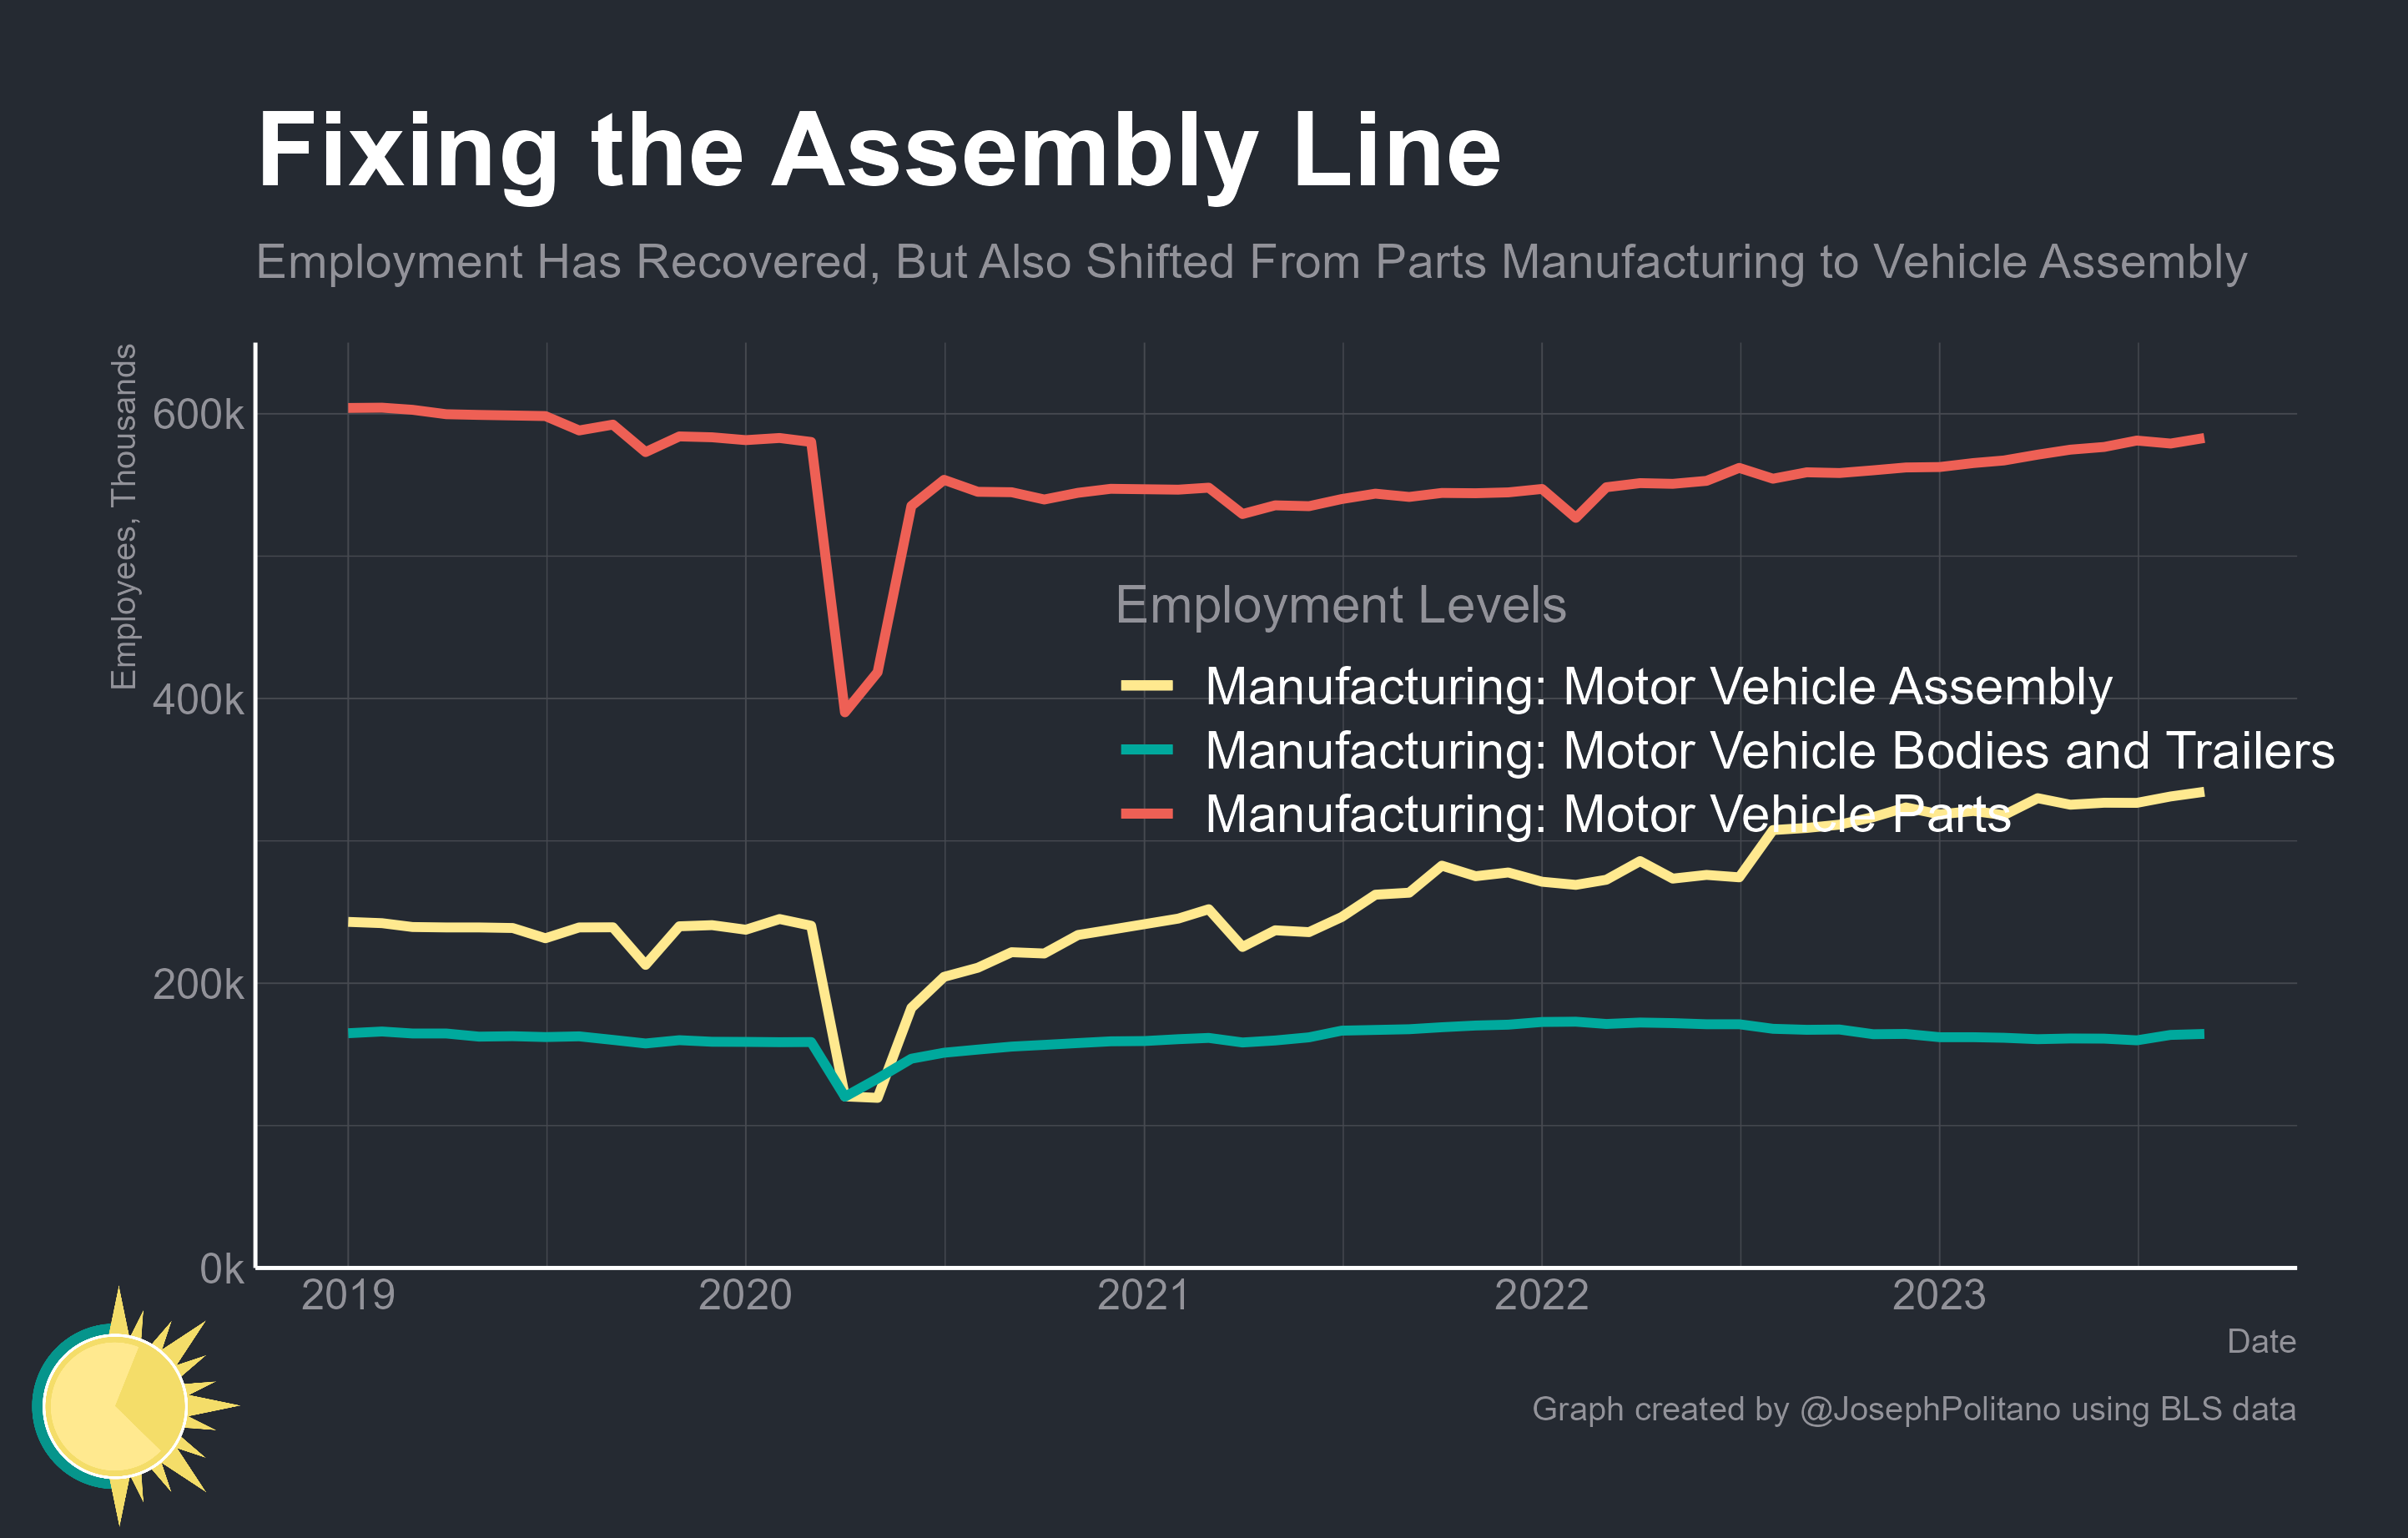 Fixing the Assembly Line
Employment Has Recovered, But Also Shifted From Parts Manufacturing to Vehicle Assembly
Employees, Thousands
600k
400k
200k
0k
Employment Levels
Manufacturing: Motor Vehicle Assembly
Manufacturing: Motor Vehicle Bodies and Trailers
Manufacturing: Motor Vehicle Parts
2019 2020 2021 2022 2023
Date
Graph created by @JosephPolitano using BLS data